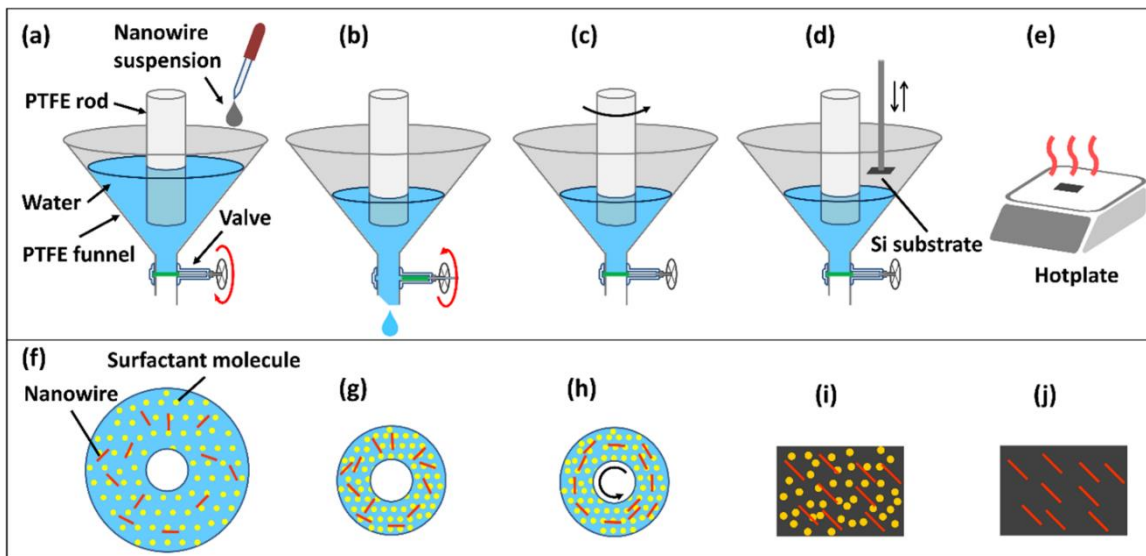 (a)
Nanowire
suspension
PTFE rod
Water
PTFE funnel
Valve
(b)
(c)
(d)
Si substrate
(e)
Hotplate
(f)
Surfactant molecule
Nanowire
(g)
(h)
(i)
(j)